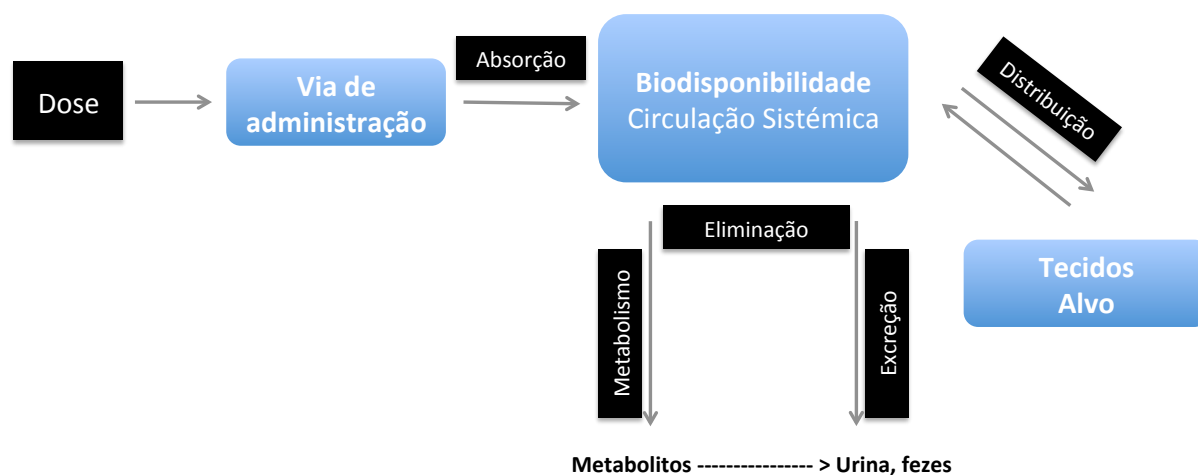 Dose
Via de
administração
Absorção
Biodisponibilidade
Circulação Sistémica
Distribuição
Eliminação
Metabolismo
Excreção
Tecidos
Alvo
Metabolitos ---------------- > Urina, fezes